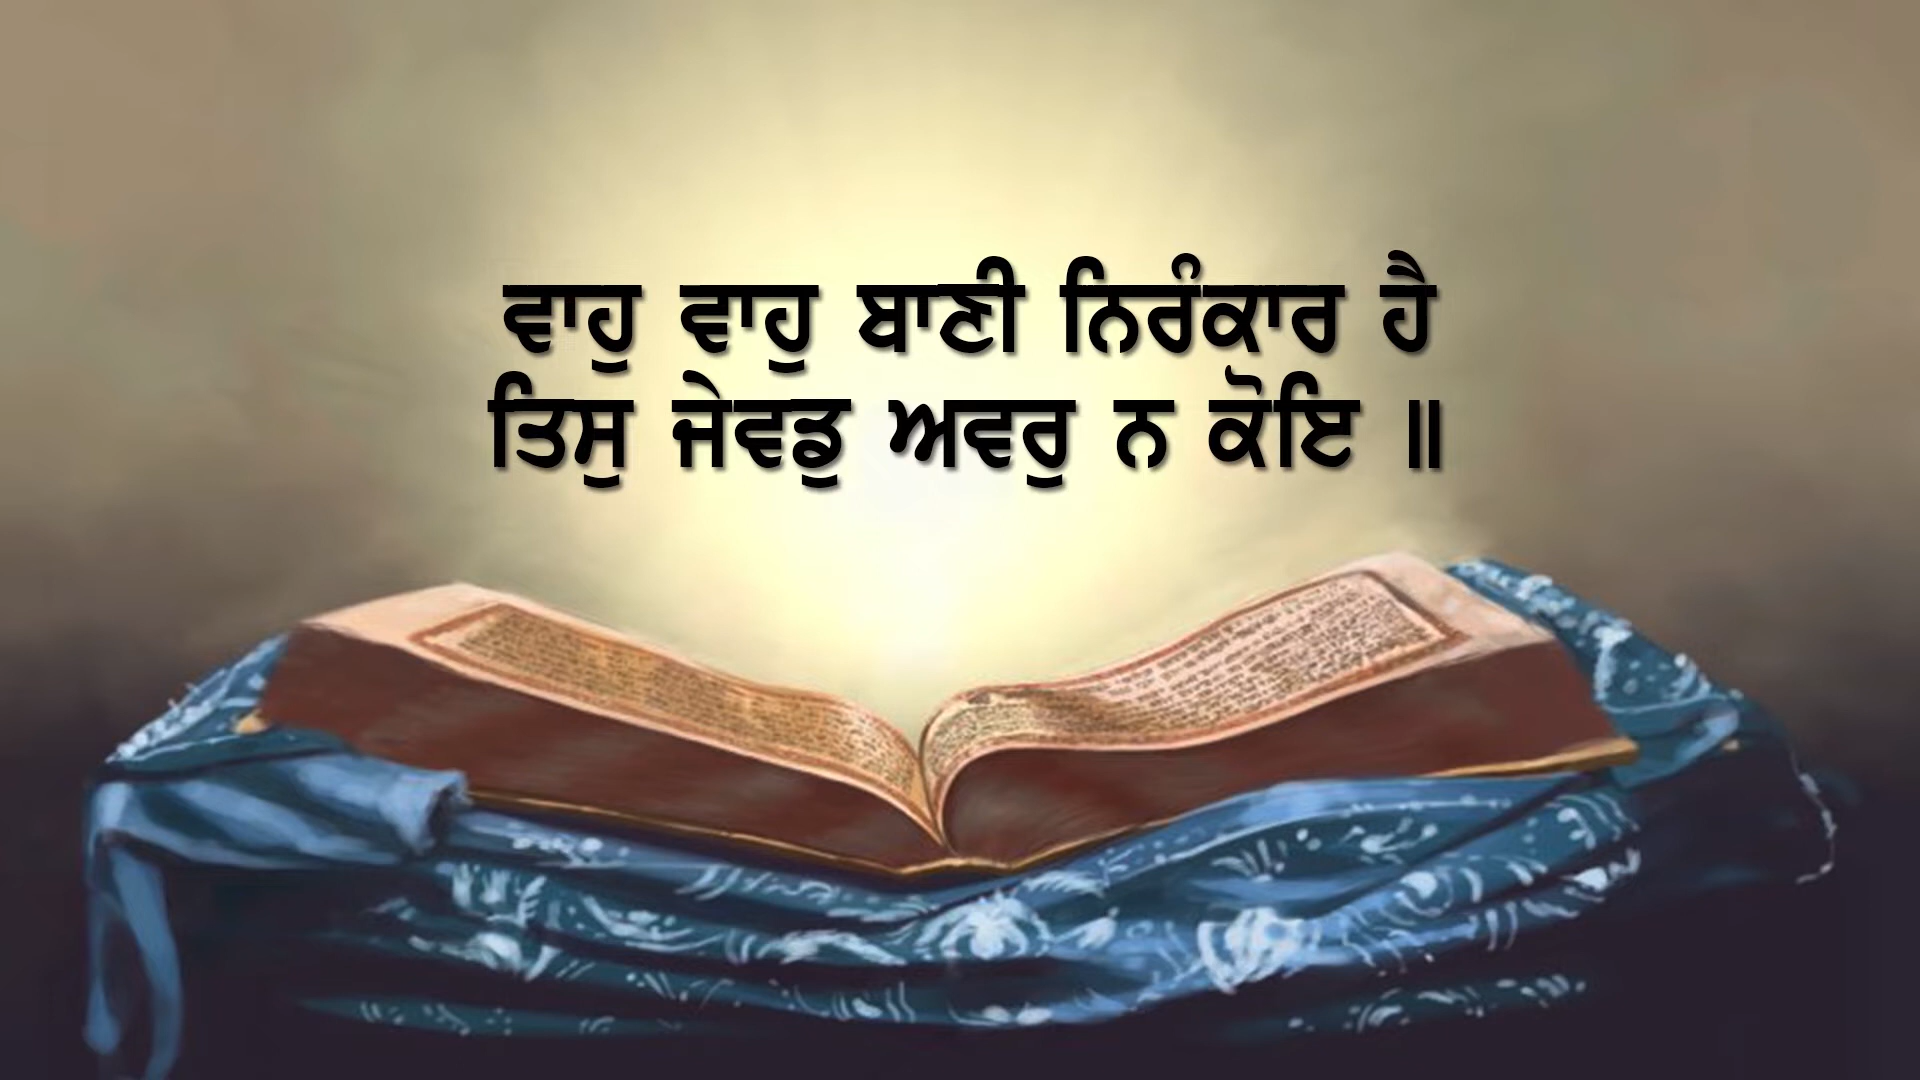 ਵਾਹੁ ਵਾਹੁ ਬਾਣੀ ਨਿਰੰਕਾਰ ਹੈ
ਤਿਸੁ ਜੇਵਡੁ ਅਵਰੁ ਨ ਕੋਇ ॥